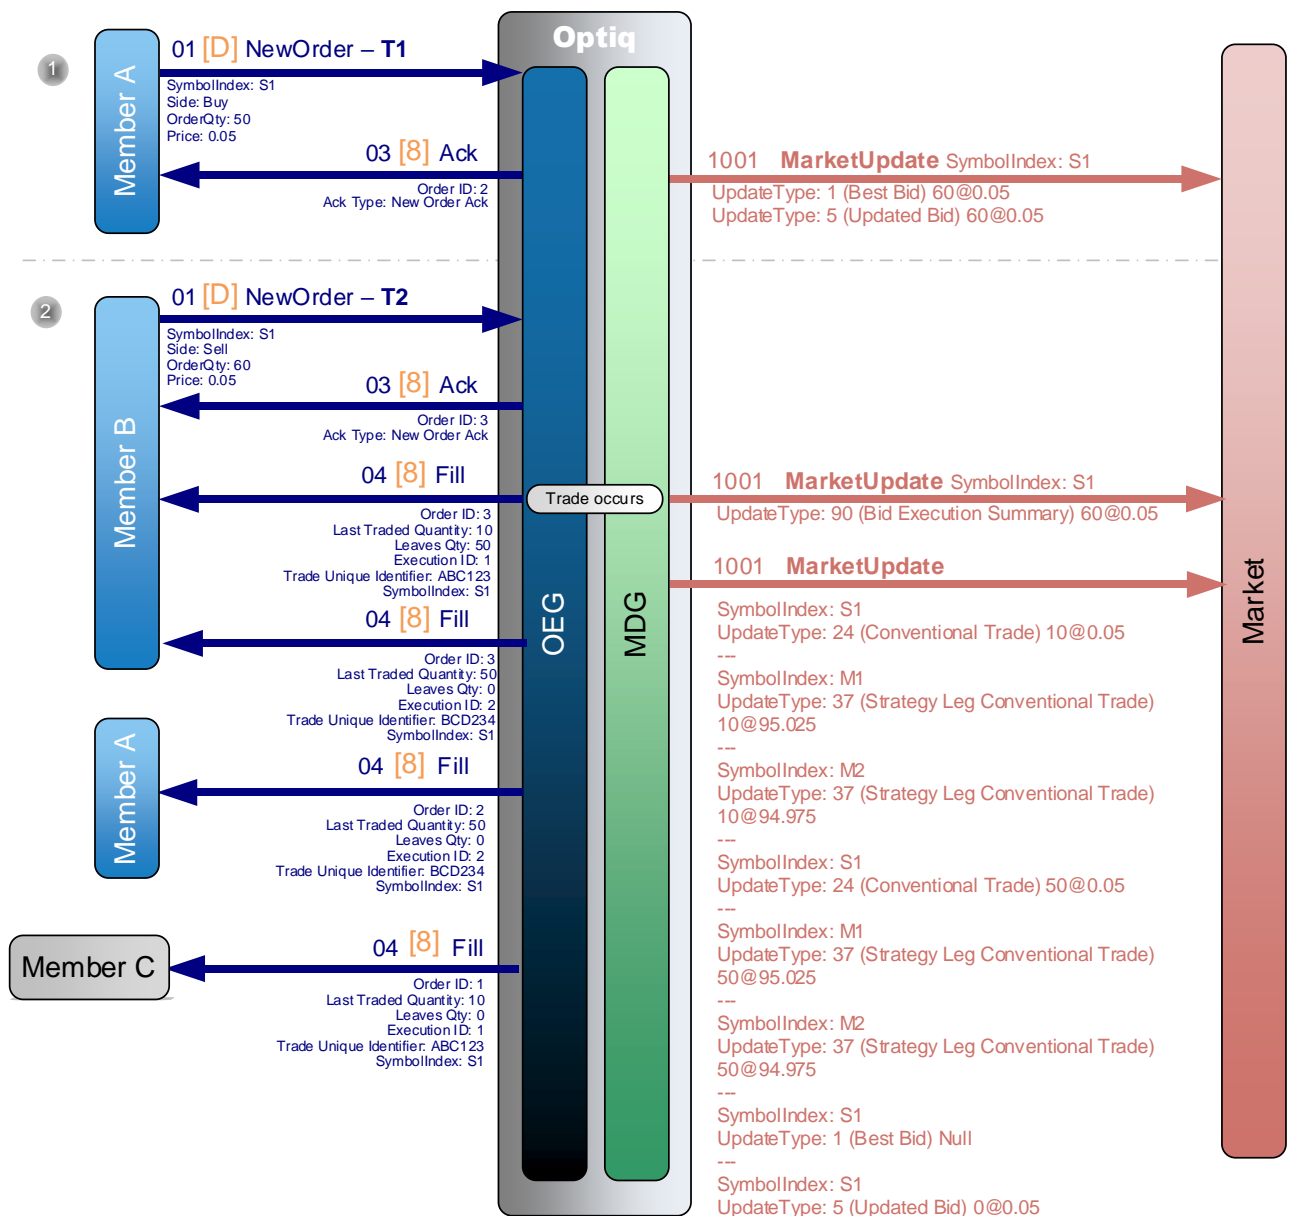 Optiq
1
Member A
01 [D] NewOrder – T1
SymbolIndex: S1
Side: Buy
OrderQty: 50
Price: 0.05
03 [8] Ack
Order ID: 2
Ack Type: New Order Ack
1001 MarketUpdate SymbolIndex: S1
UpdateType: 1 (Best Bid) 60@0.05
UpdateType: 5 (Updated Bid) 60@0.05
2
Member B
01 [D] NewOrder – T2
SymbolIndex: S1
Side: Sell
OrderQty: 60
Price: 0.05
03 [8] Ack
Order ID: 3
Ack Type: New Order Ack
04 [8] Fill
Trade occurs
Order ID: 3
Last Traded Quantity: 10
Leaves Qty: 50
Execution ID: 1
Trade Unique Identifier: ABC123
SymbolIndex: S1
04 [8] Fill
Order ID: 3
Last Traded Quantity: 50
Leaves Qty: 0
Execution ID: 2
Trade Unique Identifier: BCD234
SymbolIndex: S1
Member A
04 [8] Fill
Order ID: 2
Last Traded Quantity: 50
Leaves Qty: 0
Execution ID: 2
Trade Unique Identifier: BCD234
SymbolIndex: S1
Member C
04 [8] Fill
Order ID: 1
Last Traded Quantity: 10
Leaves Qty: 0
Execution ID: 1
Trade Unique Identifier: ABC123
SymbolIndex: S1
OEG
MDG
1001 MarketUpdate SymbolIndex: S1
UpdateType: 90 (Bid Execution Summary) 60@0.05
1001 MarketUpdate
SymbolIndex: S1
UpdateType: 24 (Conventional Trade) 10@0.05
---
SymbolIndex: M1
UpdateType: 37 (Strategy Leg Conventional Trade)
10@95.025
---
SymbolIndex: M2
UpdateType: 37 (Strategy Leg Conventional Trade)
10@94.975
---
SymbolIndex: S1
UpdateType: 24 (Conventional Trade) 50@0.05
---
SymbolIndex: M1
UpdateType: 37 (Strategy Leg Conventional Trade)
50@95.025
---
SymbolIndex: M2
UpdateType: 37 (Strategy Leg Conventional Trade)
50@94.975
---
SymbolIndex: S1
UpdateType: 1 (Best Bid) Null
---
SymbolIndex: S1
UpdateType: 5 (Updated Bid) 0@0.05
Market